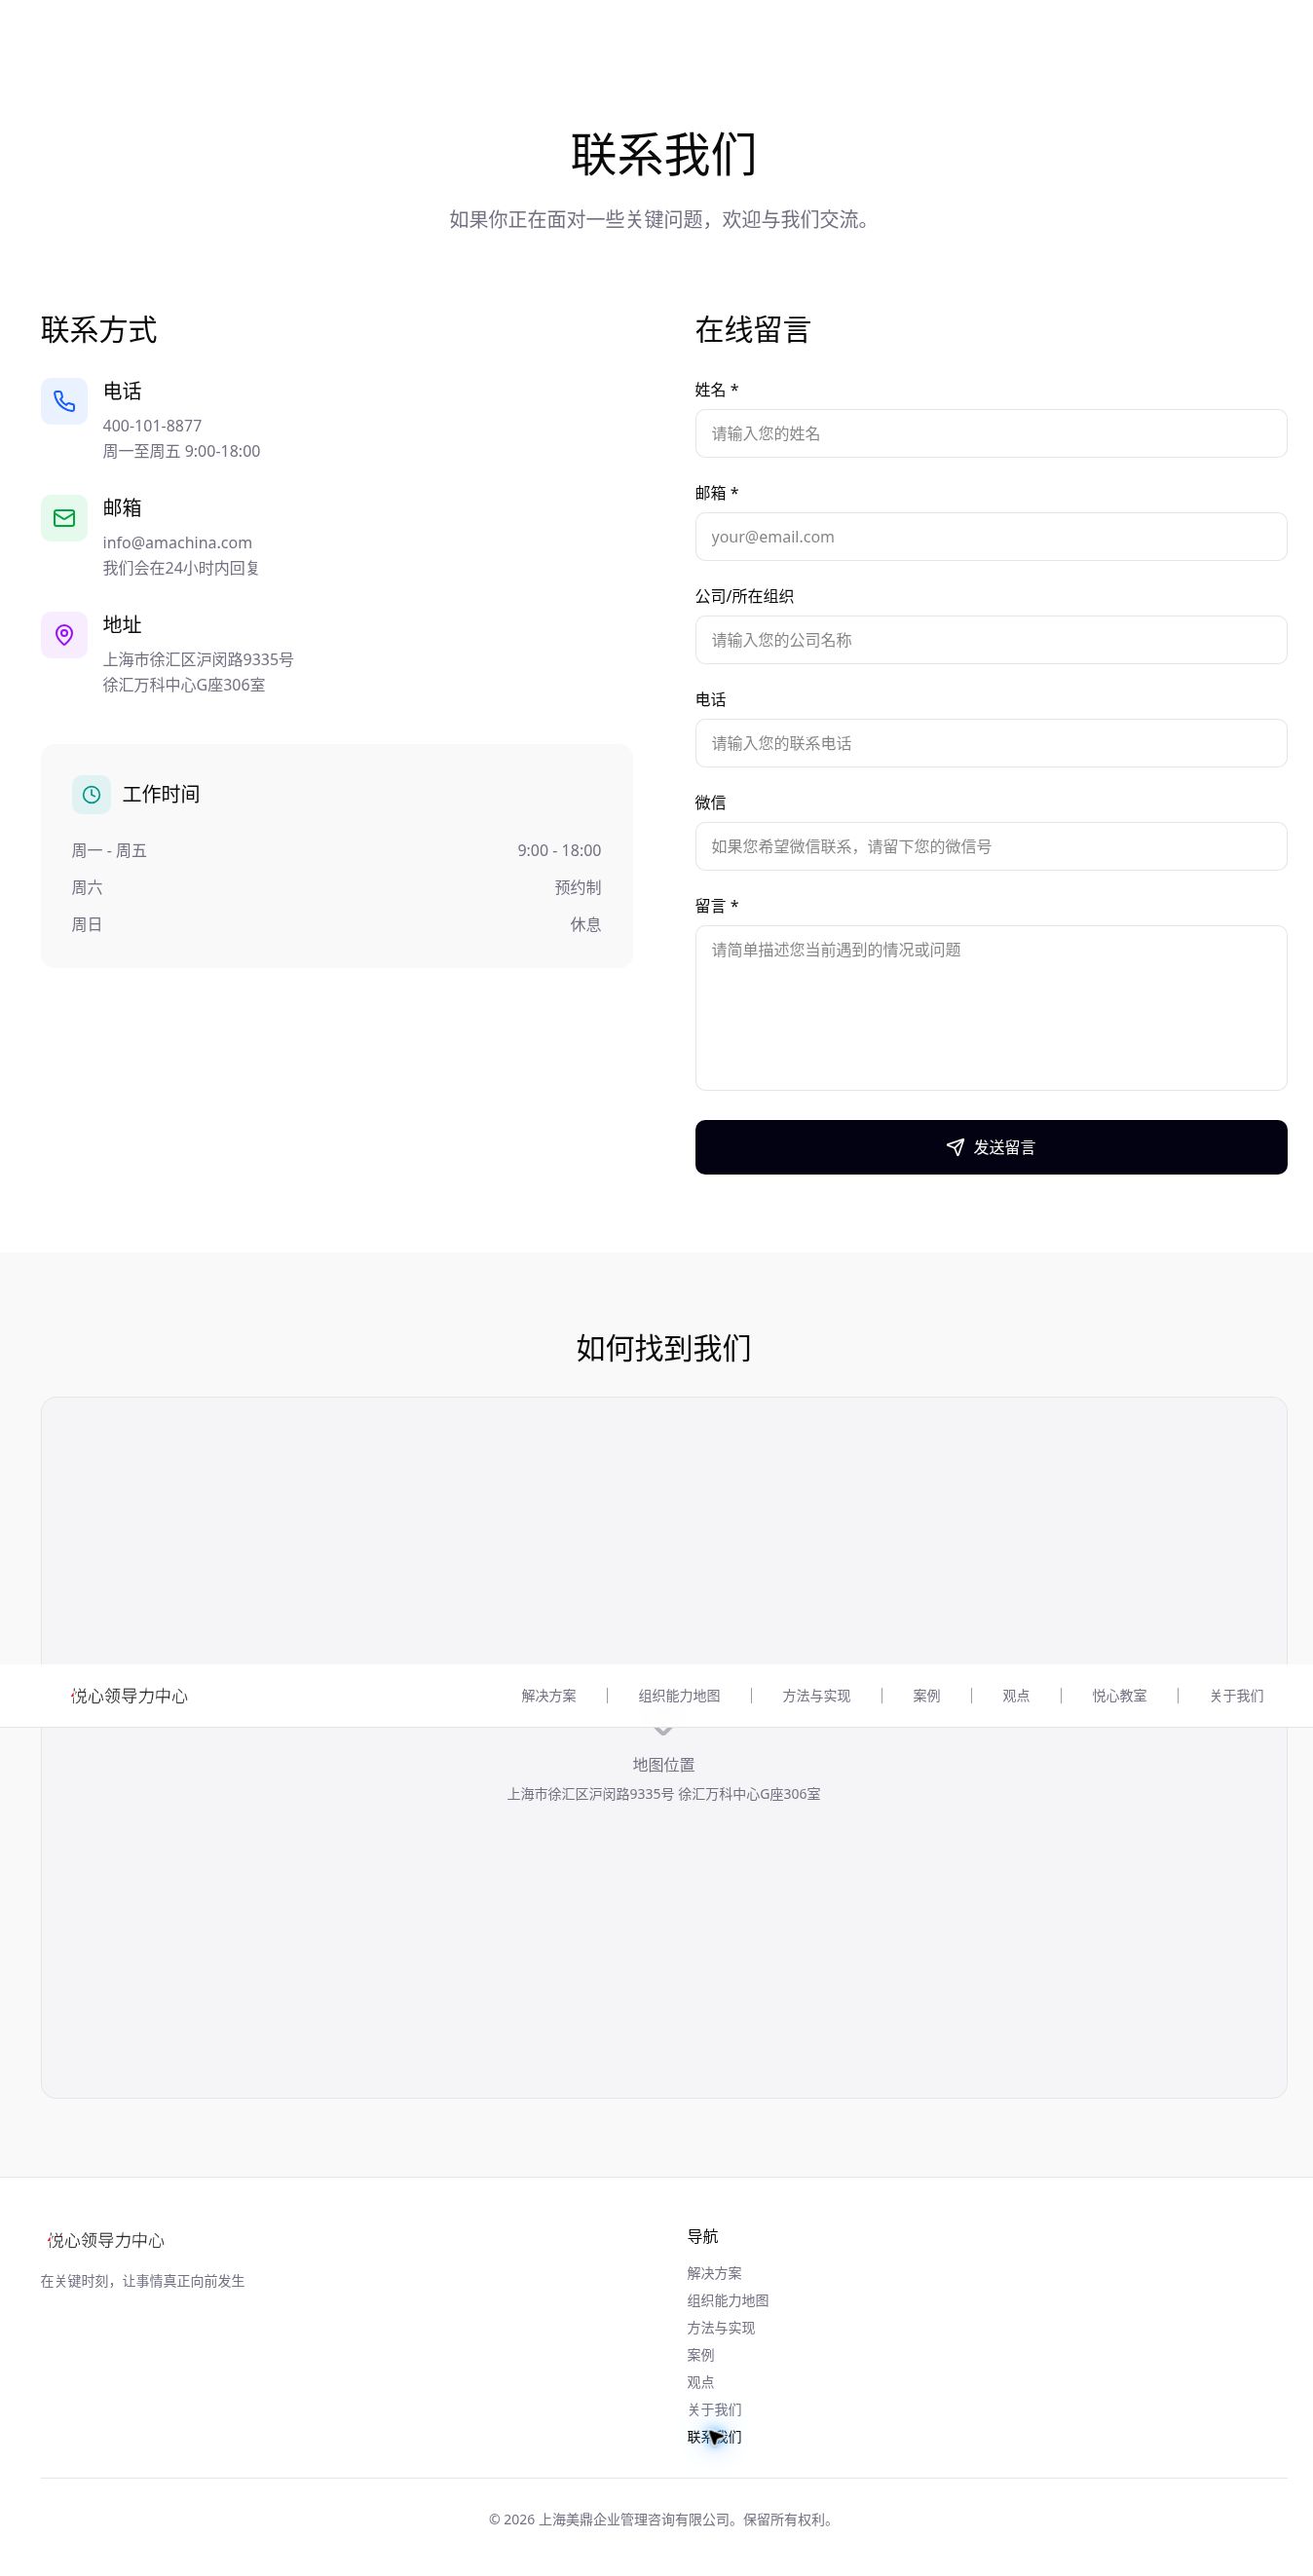 联系我们
如果你正在面对一些关键问题，欢迎与我们交流。
联系方式
电话
400-101-8877
周一至周五 9:00-18:00
邮箱
info@amachina.com
我们会在24小时内回复
地址
上海市徐汇区沪闵路9335号
徐汇万科中心G座306室
工作时间
周一 - 周五 9:00 - 18:00
周六 预约制
周日 休息
在线留言
姓名 *
请输入您的姓名
邮箱 *
your@email.com
公司/所在组织
请输入您的公司名称
电话
请输入您的联系电话
微信
如果您希望微信联系，请留下您的微信号
留言 *
请简单描述您当前遇到的情况或问题
发送留言
如何找到我们
悦心领导力中心
解决方案 | 组织能力地图 | 方法与实现 | 案例 | 观点 | 悦心教室 | 关于我们
地图位置
上海市徐汇区沪闵路9335号 徐汇万科中心G座306室
悦心领导力中心
在关键时刻，让事情真正向前发生
导航
解决方案
组织能力地图
方法与实现
案例
观点
关于我们
联系我们
© 2026 上海美鼎企业管理咨询有限公司。保留所有权利。